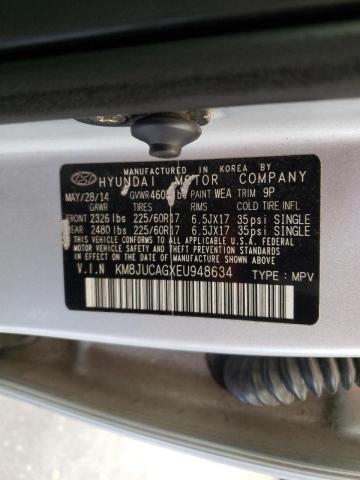 MANUFACTURED IN KOREA BY
HYUNDAI MOTOR COMPANY
MAY/28/14 PAINT WEA TRIM 9P
GAWR TIRES RIMS COLD TIRE INFL
FRONT 2326 lbs 225/60R17 6.5JX17 35psi SINGLE
REAR 2480 lbs 225/60R17 6.5JX17 35psi SINGLE
THIS VEHICLE CONFORMS TO ALL APPLICABLE U.S. FEDERAL
MOTOR VEHICLE SAFETY, BUMPER, AND THEFT PREVENTION STANDARDS
IN EFFECT ON THE DATE OF MANUFACTURE SHOWN ABOVE.
V.I.N KM8JUCAGXEU948634 TYPE: MPV